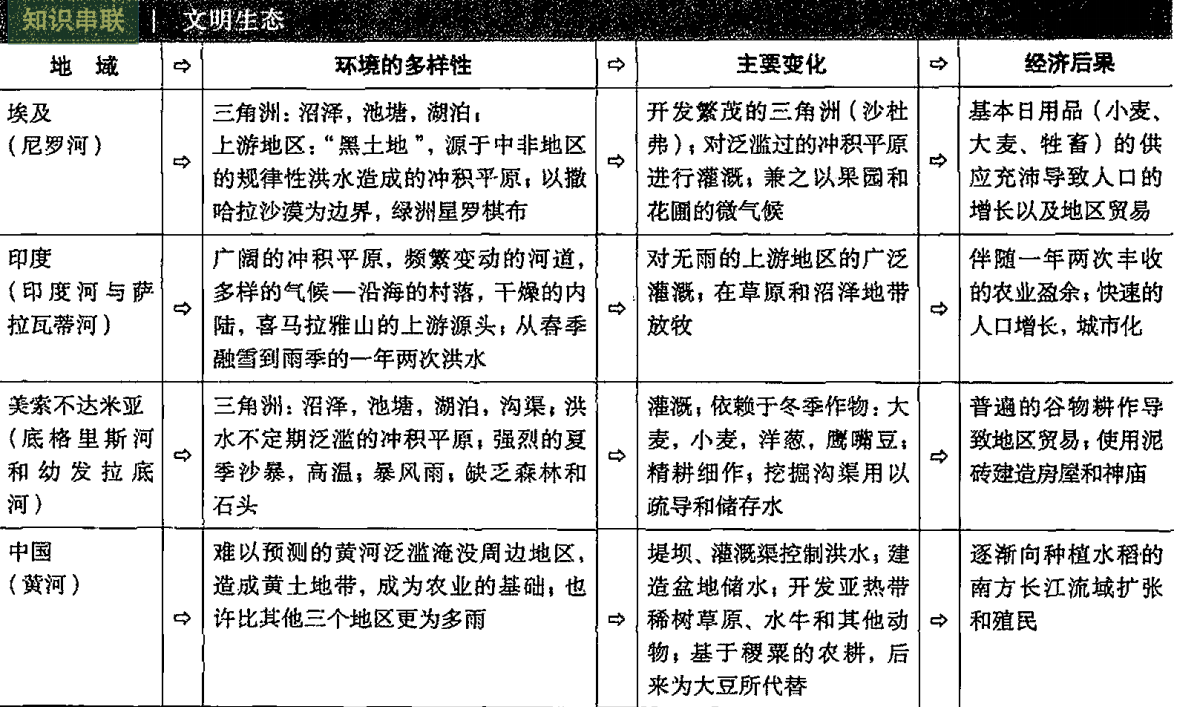 知识串联 | 文明生态
地 域 ⇨ 环境的多样性 ⇨ 主要变化 ⇨ 经济后果
埃及
(尼罗河)
⇨
三角洲：沼泽，池塘，湖泊；
上游地区：“黑土地”，源于中非地区
的规律性洪水造成的冲积平原；以撒
哈拉沙漠为边界，绿洲星罗棋布
⇨
开发繁茂的三角洲（沙杜
弗）；对泛滥过的冲积平原
进行灌溉；兼之以果园和
花圃的微气候
⇨
基本日用品（小麦、
大麦、牲畜）的供
应充沛导致人口的
增长以及地区贸易
印度
(印度河与萨
拉瓦蒂河)
⇨
广阔的冲积平原，频繁变动的河道，
多样的气候—沿海的村落，干燥的内
陆，喜马拉雅山的上游源头；从春季
融雪到雨季的一年两次洪水
⇨
对无雨的上游地区的广泛
灌溉；在草原和沼泽地带
放牧
⇨
伴随一年两次丰收
的农业盈余；快速的
人口增长，城市化
美索不达米亚
(底格里斯河
和幼发拉底
河)
⇨
三角洲：沼泽，池塘，湖泊，沟渠；洪
水不定期泛滥的冲积平原；强烈的夏
季沙暴，高温；暴风雨；缺乏森林和
石头
⇨
灌溉；依赖于冬季作物：大
麦，小麦，洋葱，鹰嘴豆；
精耕细作；挖掘沟渠用以
疏导和储存水
⇨
普遍的谷物耕作导
致地区贸易；使用泥
砖建造房屋和神庙
中国
(黄河)
⇨
难以预测的黄河泛滥淹没周边地区，
造成黄土地带，成为农业的基础；也
许比其他三个地区更为多雨
⇨
堤坝、灌溉渠控制洪水；建
造盆地储水；开发亚热带
稀树草原、水牛和其他动
物；基于稷粟的农耕，后
来为大豆所代替
⇨
逐渐向种植水稻的
南方长江流域扩张
和殖民